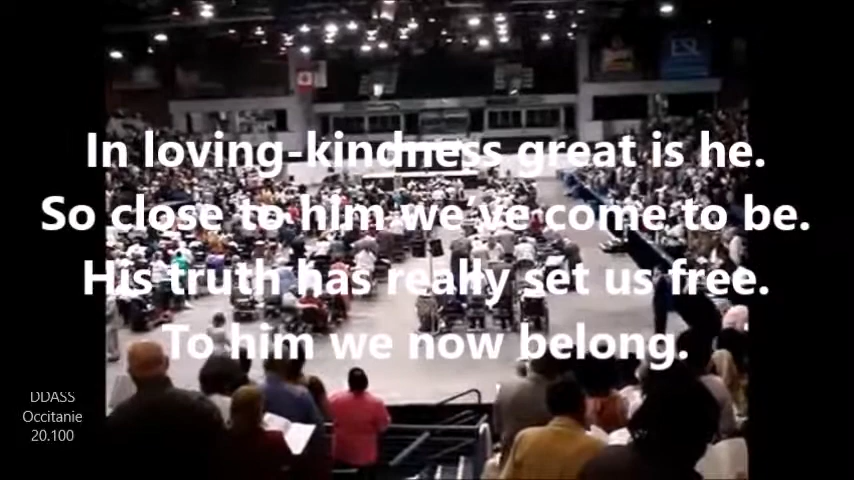 ESL
In loving-kindness great is he.
So close to him we've come to be.
His truth has really set us free.
To him we now belong.
DDASS
Occitanie
20.100